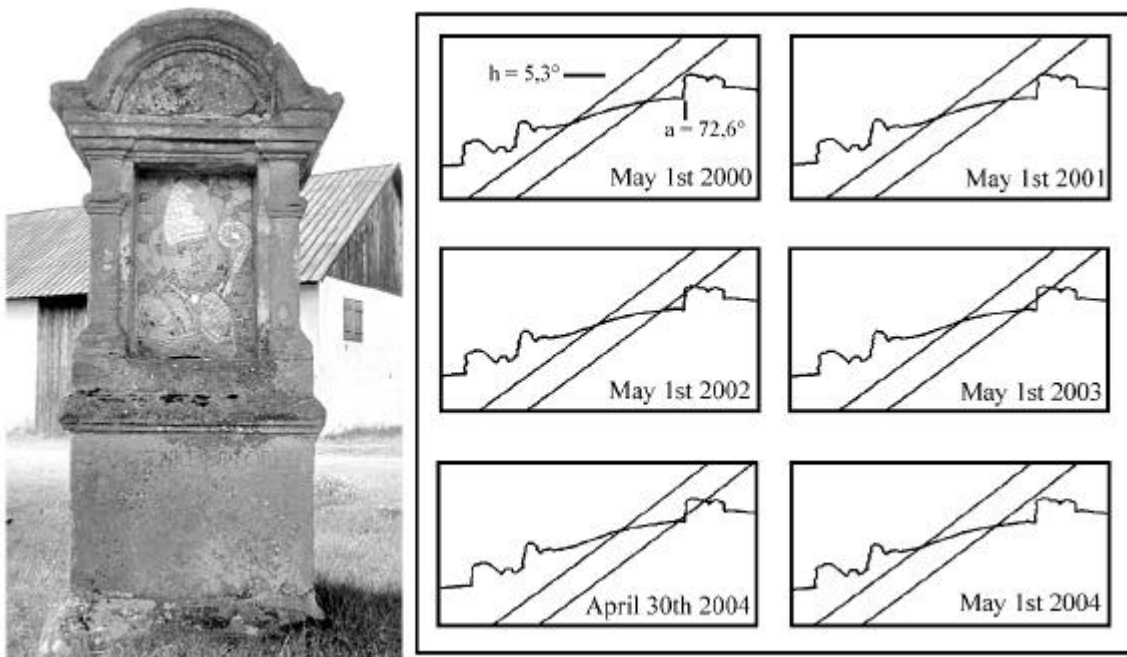 h = 5,3°
a = 72,6°
May 1st 2000
May 1st 2001
May 1st 2002
May 1st 2003
April 30th 2004
May 1st 2004